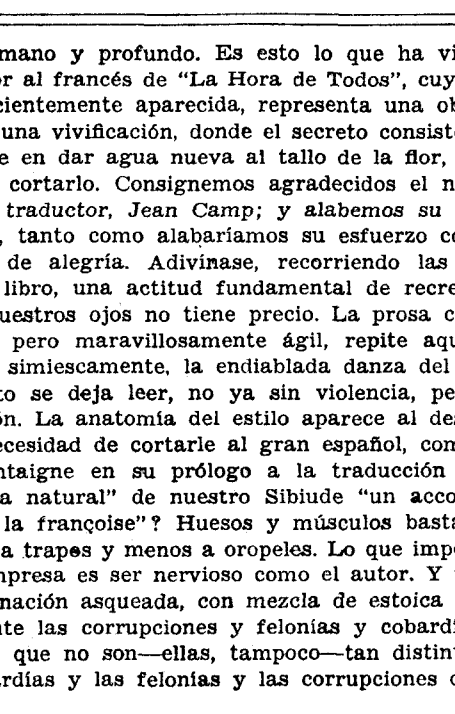 mano y profundo. Es esto lo que ha vi
r al francés de “La Hora de Todos”, cuy
cientemente aparecida, representa una ob
una vivificación, donde el secreto consist
e en dar agua nueva al tallo de la flor,
cortarlo. Consignemos agradecidos el n
traductor, Jean Camp; y alabemos su
, tanto como alabaríamos su esfuerzo c
de alegría. Adivínase, recorriendo las
libro, una actitud fundamental de recre
uestros ojos no tiene precio. La prosa c
pero maravillosamente ágil, repite aqu
simiescamente, la endiablada danza del
to se deja leer, no ya sin violencia, pe
ón. La anatomía del estilo aparece al des
ecesidad de cortarle al gran español, com
ntaigne en su prólogo a la traducción
a natural” de nuestro Sibiude “un acco
la françoise”? Huesos y músculos basta
a trapes y menos a oropeles. Lo que impo
mpresa es ser nervioso como el autor. Y
nación asqueada, con mezcla de estoica
te las corrupciones y felonías y cobardí
que no son—ellas, tampoco—tan distint
rdías y las felonías y las corrupciones d